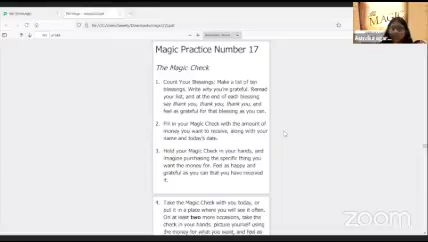 Magic Practice Number 17
The Magic Check
1. Count Your Blessings: Make a list of ten
blessings. Write why you're grateful. Reread
your list, and at the end of each blessing
say thank you, thank you, thank you, and
feel as grateful for that blessing as you can.
2. Fill in your Magic Check with the amount of
money you want to receive, along with your
name and today's date.
3. Hold your Magic Check in your hands, and
imagine purchasing the specific thing you
want the money for. Feel as happy and
grateful as you can that you have received
it.
4. Take the Magic Check with you today, or
put it in a place where you will see it often.
On at least two more occasions, take the
check in your hands, picture yourself using
the money for what you want, and feel as
MAGIC
zoom